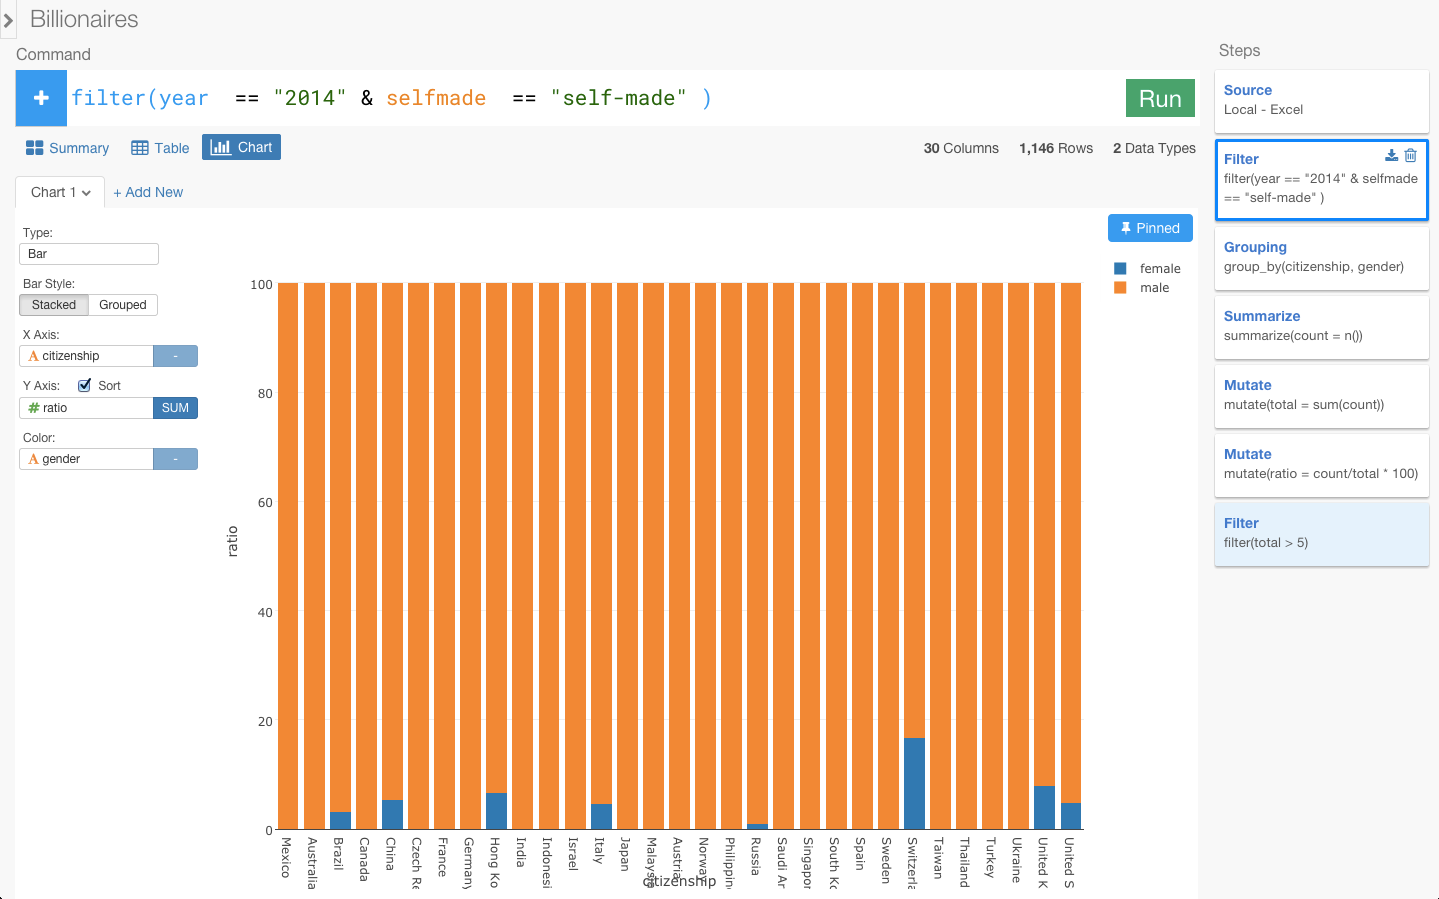 Billionaires
Command
filter(year == "2014" & selfmade == "self-made" )
Run
Summary
Table
Chart
30 Columns
1,146 Rows
2 Data Types
Chart 1
+ Add New
Type:
Bar
Bar Style:
Stacked
Grouped
X Axis:
A citizenship
-
Y Axis:
Sort
# ratio
SUM
Color:
A gender
-
Pinned
female
male
100
80
60
40
20
0
ratio
Mexico
Australia
Brazil
Canada
China
Czech Re
France
Germany
Hong Ko
India
Indonesi
Israel
Italy
Japan
Malaysia
Austria
Norway
Philippin
Russia
Saudi Ar
Singapor
South Ko
Spain
Sweden
Switzerla
Taiwan
Thailand
Turkey
Ukraine
United K
United S
citizenship
Steps
Source
Local - Excel
Filter
filter(year == "2014" & selfmade
== "self-made" )
Grouping
group_by(citizenship, gender)
Summarize
summarize(count = n())
Mutate
mutate(total = sum(count))
Mutate
mutate(ratio = count/total * 100)
Filter
filter(total > 5)